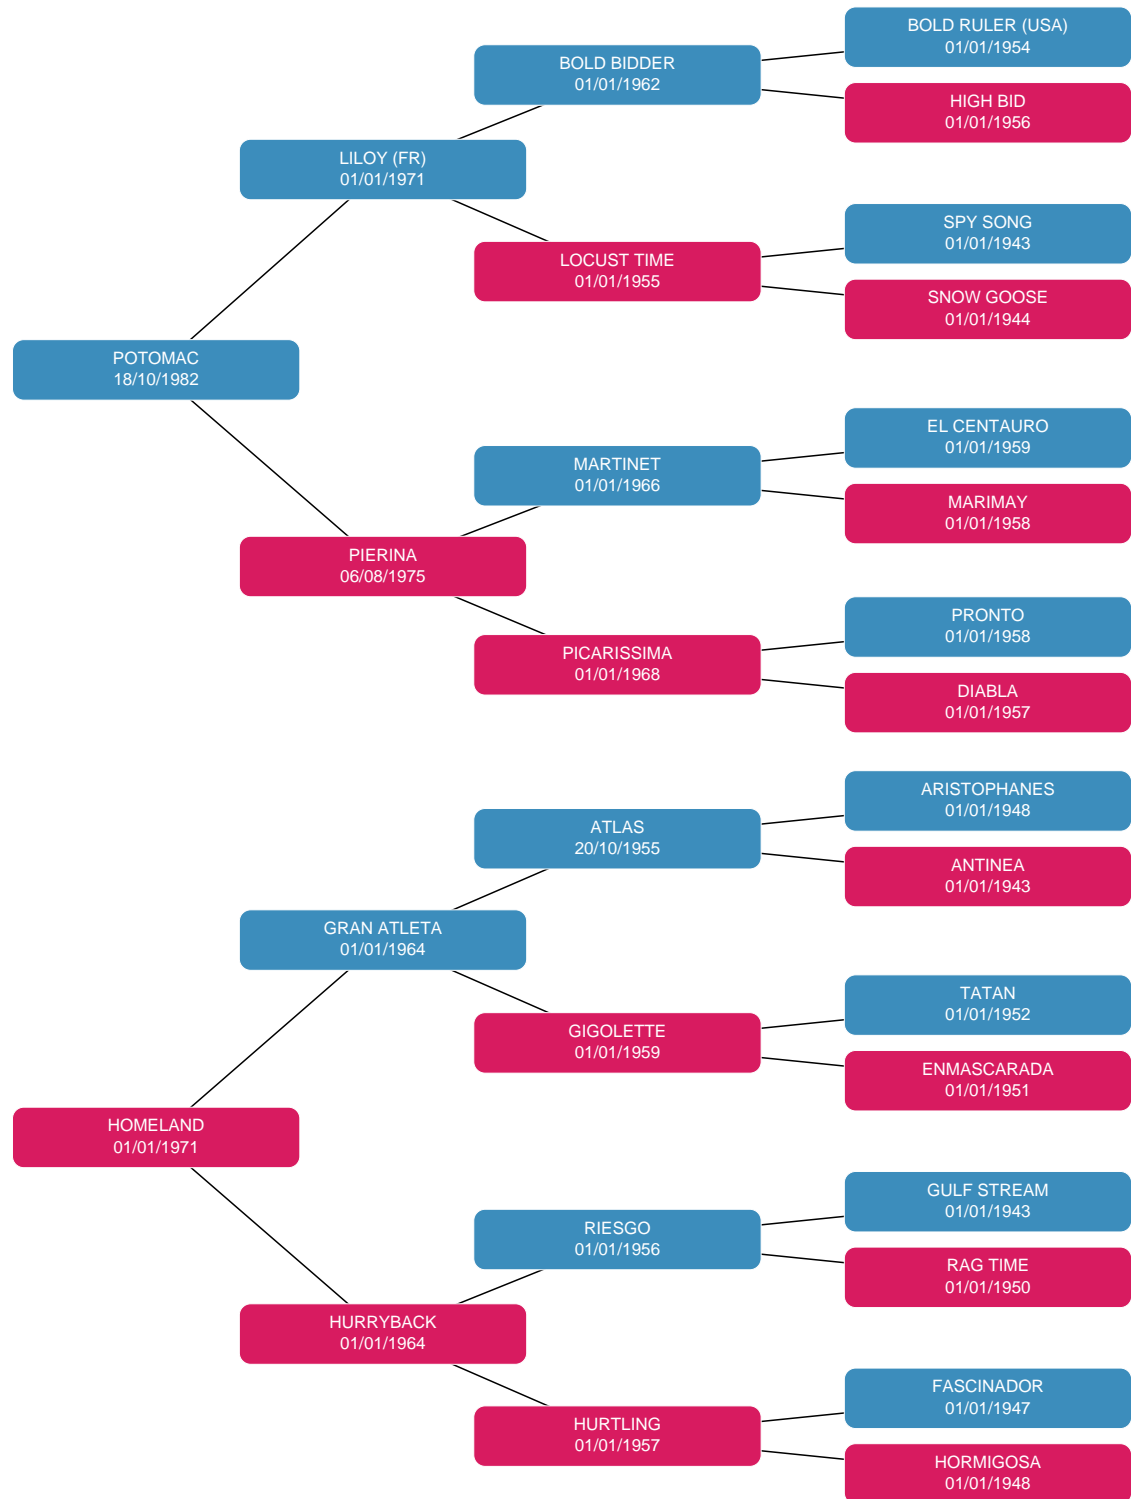 BOLD RULER (USA)
01/01/1954
BOLD BIDDER
01/01/1962
HIGH BID
01/01/1956
LILOY (FR)
01/01/1971
SPY SONG
01/01/1943
LOCUST TIME
01/01/1955
SNOW GOOSE
01/01/1944
POTOMAC
18/10/1982
EL CENTAURO
01/01/1959
MARTINET
01/01/1966
MARIMAY
01/01/1958
PIERINA
06/08/1975
PRONTO
01/01/1958
PICARISSIMA
01/01/1968
DIABLA
01/01/1957
ARISTOPHANES
01/01/1948
ATLAS
20/10/1955
ANTINEA
01/01/1943
GRAN ATLETA
01/01/1964
TATAN
01/01/1952
GIGOLETTE
01/01/1959
ENMASCARADA
01/01/1951
HOMELAND
01/01/1971
GULF STREAM
01/01/1943
RIESGO
01/01/1956
RAG TIME
01/01/1950
HURRYBACK
01/01/1964
FASCINADOR
01/01/1947
HURTLING
01/01/1957
HORMIGOSA
01/01/1948